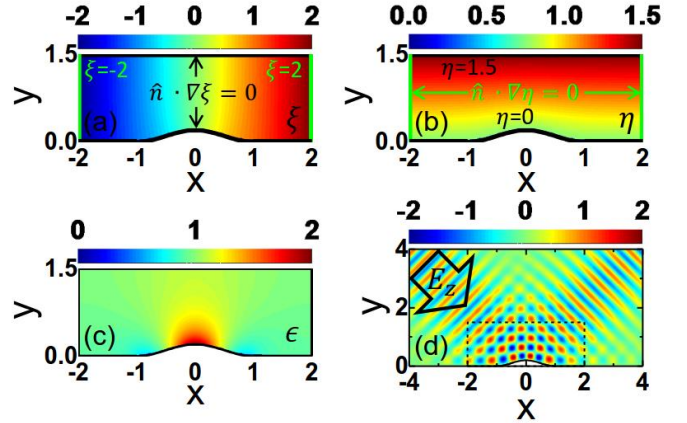 -2 -1 0 1 2
0.0 0.5 1.0 1.5
1.5
ξ=-2
ξ=2
n̂ · ∇ξ = 0
y
(a)
ξ
0.0
-2 -1 0 1 2
x
1.5
η=1.5
n̂ · ∇η = 0
y
(b)
η=0
η
0.0
-2 -1 0 1 2
x
0 1 2
-2 -1 0 1 2
1.5
y
(c)
ϵ
0.0
-2 -1 0 1 2
x
4
E_z
2
y
(d)
0
-4 -2 0 2 4
x